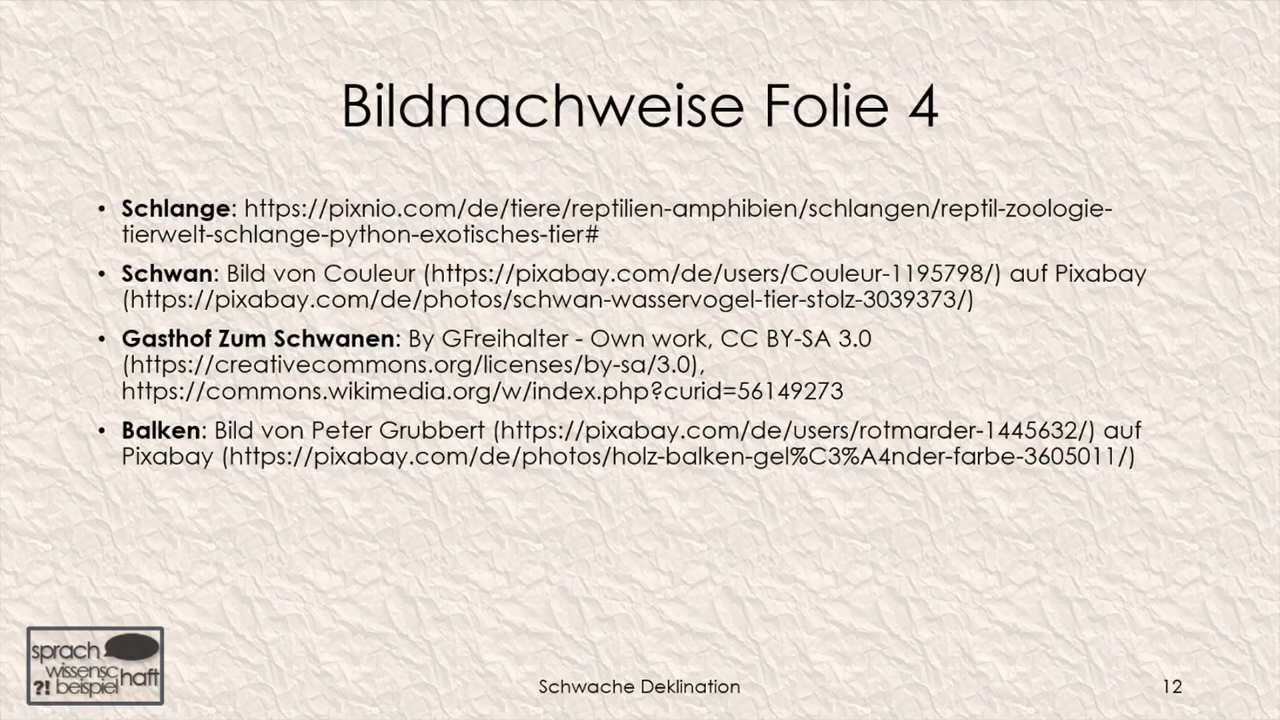 Bildnachweise Folie 4
• Schlange: https://pixnio.com/de/tiere/reptilien-amphibien/schlangen/reptil-zoologie-
tierwelt-schlange-python-exotisches-tier#
• Schwan: Bild von Couleur (https://pixabay.com/de/users/Couleur-1195798/) auf Pixabay
(https://pixabay.com/de/photos/schwan-wasservogel-tier-stolz-3039373/)
• Gasthof Zum Schwanen: By GFreihalter - Own work, CC BY-SA 3.0
(https://creativecommons.org/licenses/by-sa/3.0),
https://commons.wikimedia.org/w/index.php?curid=56149273
• Balken: Bild von Peter Grubbert (https://pixabay.com/de/users/rotmarder-1445632/) auf
Pixabay (https://pixabay.com/de/photos/holz-balken-gel%C3%A4nder-farbe-3605011/)
sprach
wissensc haft
?! beispiel
Schwache Deklination
12